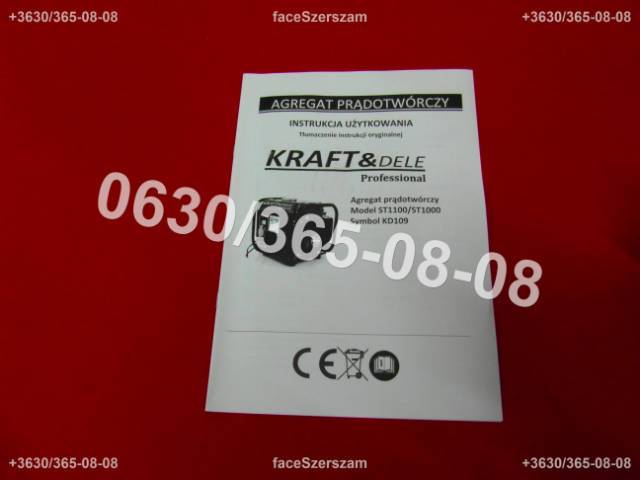 +3630/365-08-08 faceSzerszam +3630/365-08-08
AGREGAT PRĄDOTWÓRCZY
INSTRUKCJA UŻYTKOWANIA
Tłumaczenie instrukcji oryginalnej
KRAFT&DELE
Professional
Agregat prądotwórczy
Model ST1100/ST1000
Symbol KD109
0630/365-08-08
CE
+3630/365-08-08 faceSzerszam +3630/365-08-08